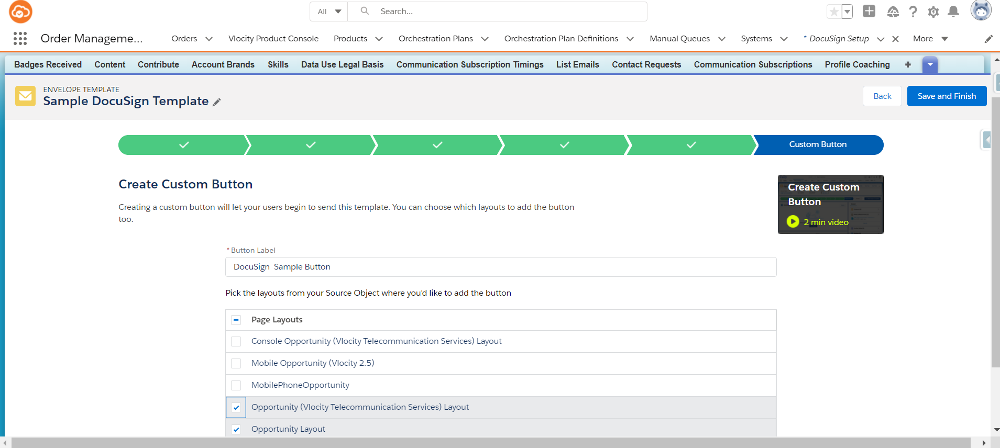 All
Search...
Order Manageme...
Orders
Vlocity Product Console
Products
Orchestration Plans
Orchestration Plan Definitions
Manual Queues
Systems
* DocuSign Setup
More
Badges Received
Content
Contribute
Account Brands
Skills
Data Use Legal Basis
Communication Subscription Timings
List Emails
Contact Requests
Communication Subscriptions
Profile Coaching
ENVELOPE TEMPLATE
Sample DocuSign Template
Back
Save and Finish
Custom Button
Create Custom Button
Creating a custom button will let your users begin to send this template. You can choose which layouts to add the button
too.
Create Custom
Button
2 min video
* Button Label
DocuSign  Sample Button
Pick the layouts from your Source Object where you'd like to add the button
Page Layouts
Console Opportunity (Vlocity Telecommunication Services) Layout
Mobile Opportunity (Vlocity 2.5)
MobilePhoneOpportunity
Opportunity (Vlocity Telecommunication Services) Layout
Opportunity Layout